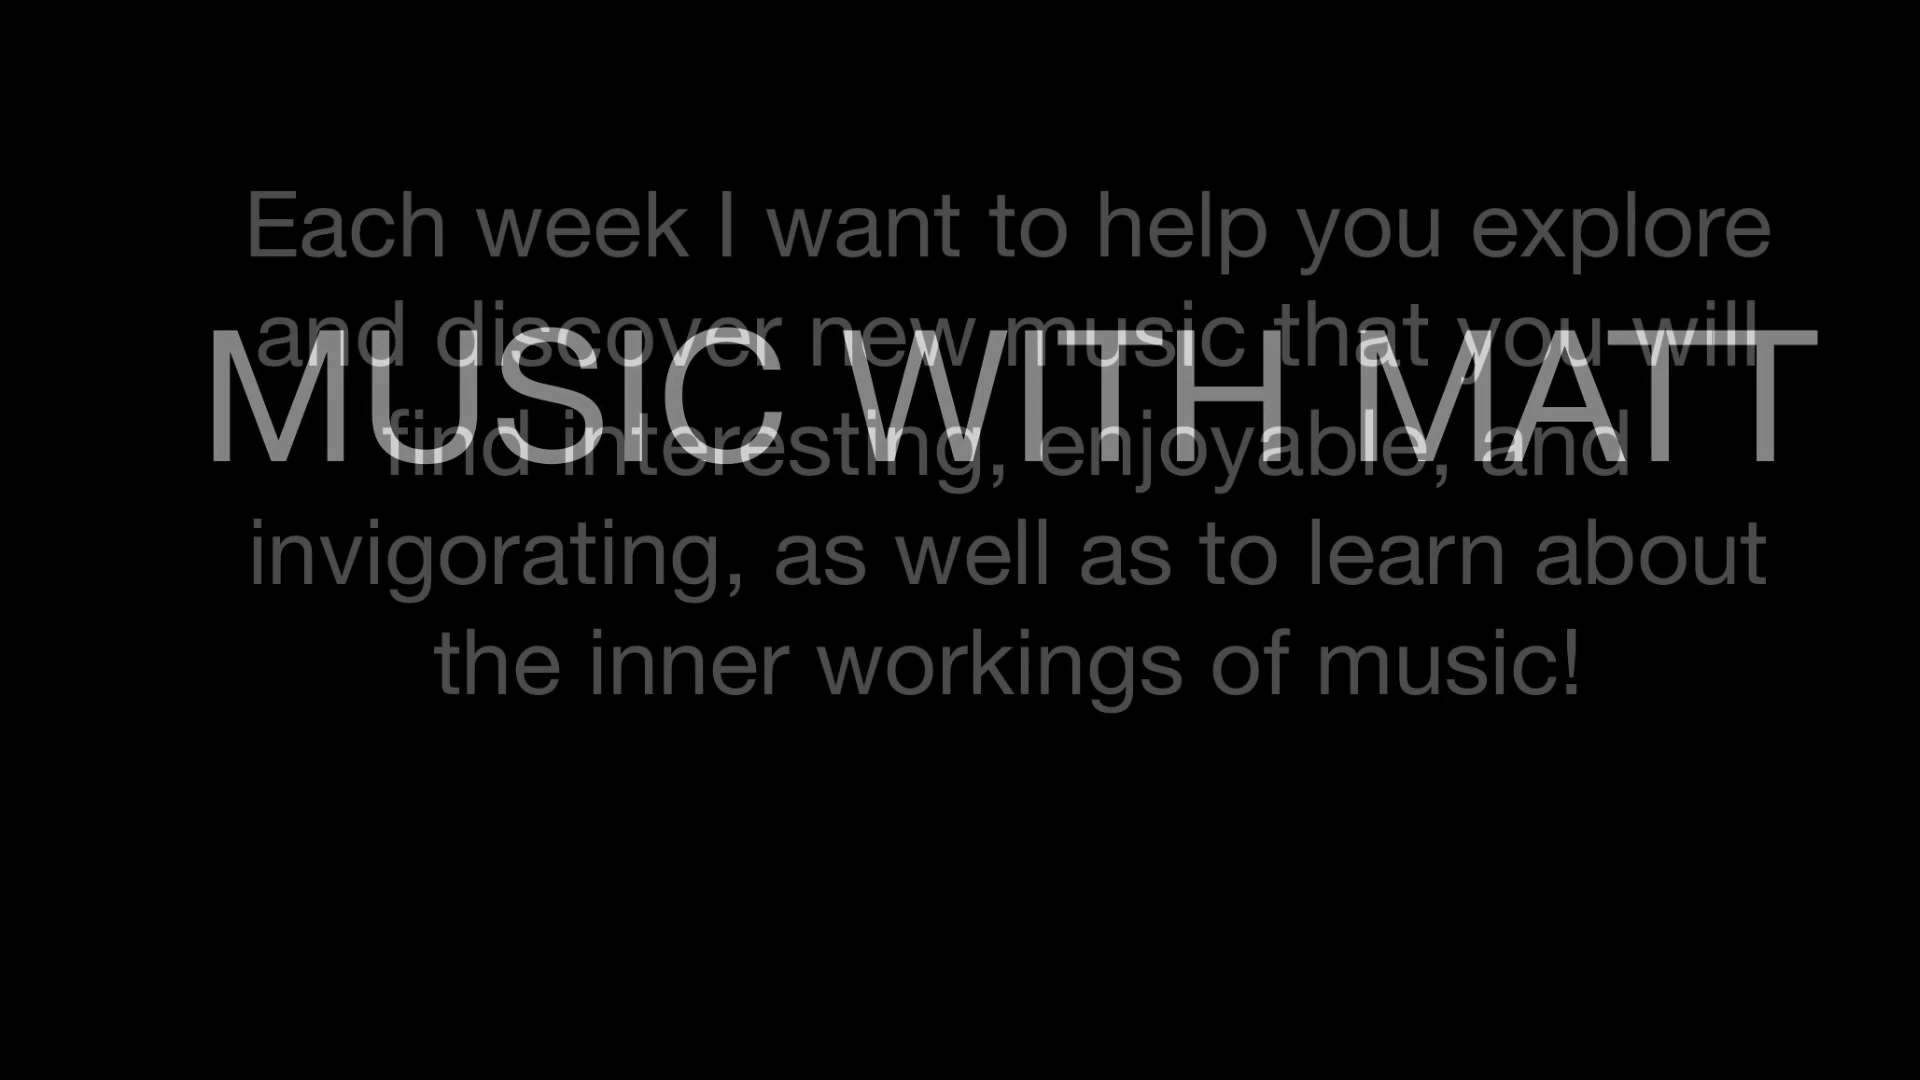 Each week I want to help you explore
and discover new music that you will
MUSIC WITH MATT
find interesting, enjoyable, and
invigorating, as well as to learn about
the inner workings of music!